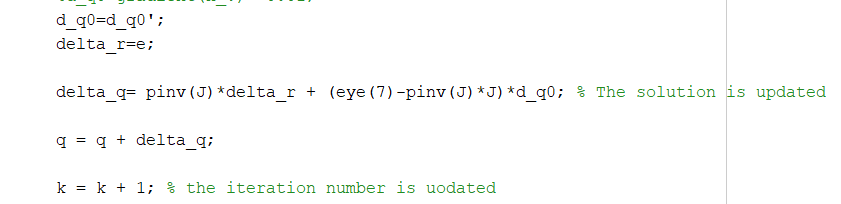 d_q0=d_q0';
delta_r=e;
delta_q= pinv(J)*delta_r + (eye(7)-pinv(J)*J)*d_q0; % The solution is updated
q = q + delta_q;
k = k + 1; % the iteration number is uodated